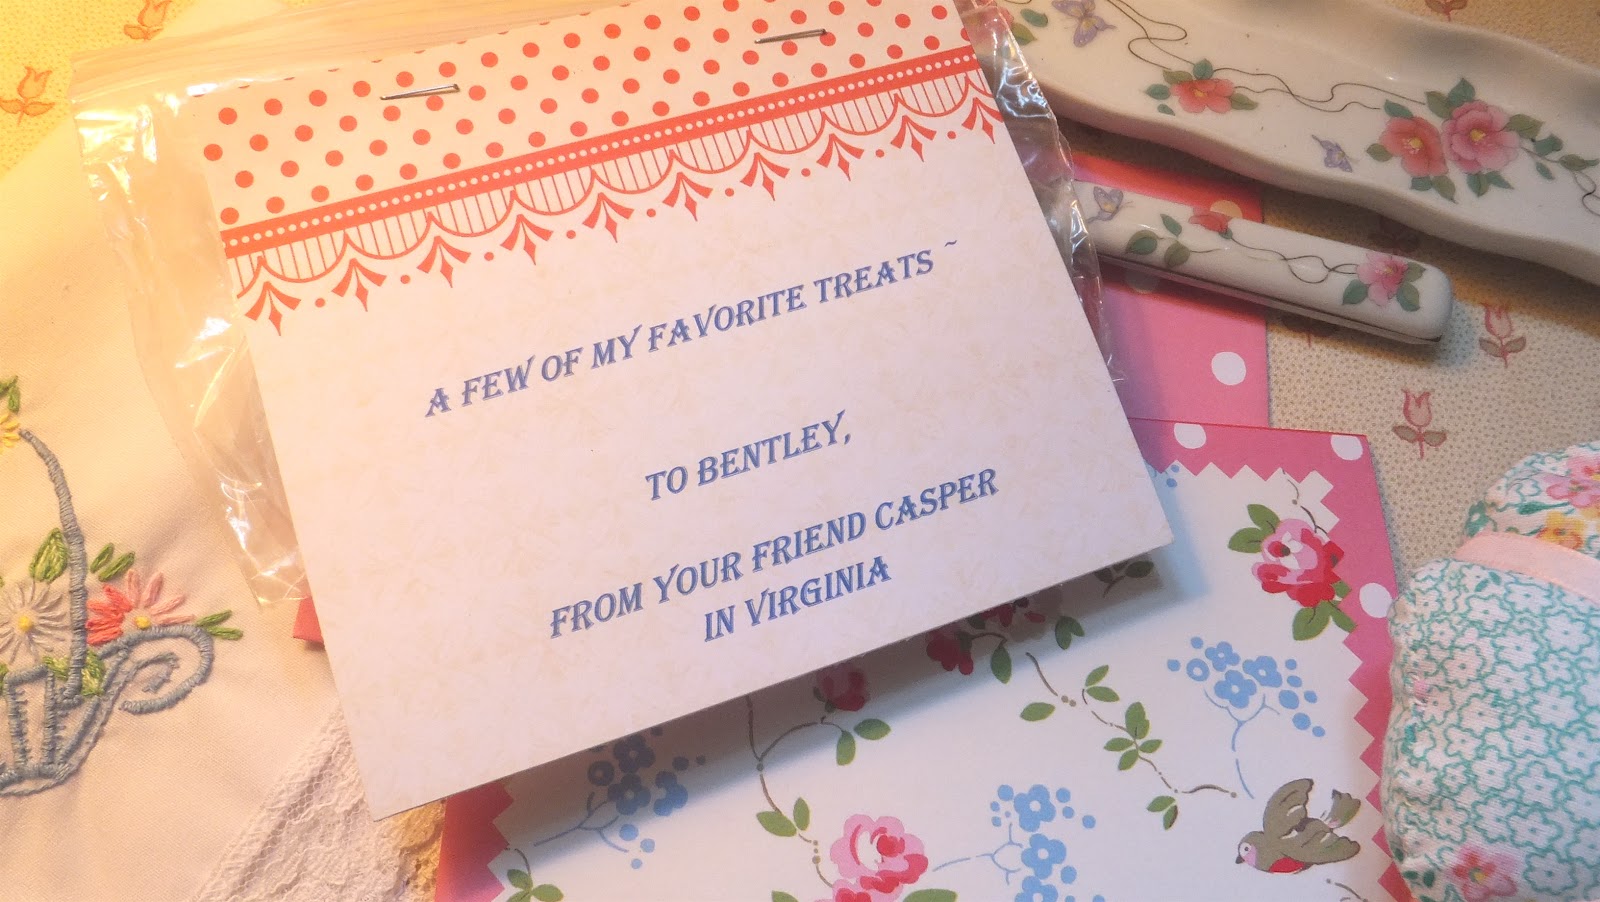 A FEW OF MY FAVORITE TREATS ~
TO BENTLEY,
FROM YOUR FRIEND CASPER
IN VIRGINIA